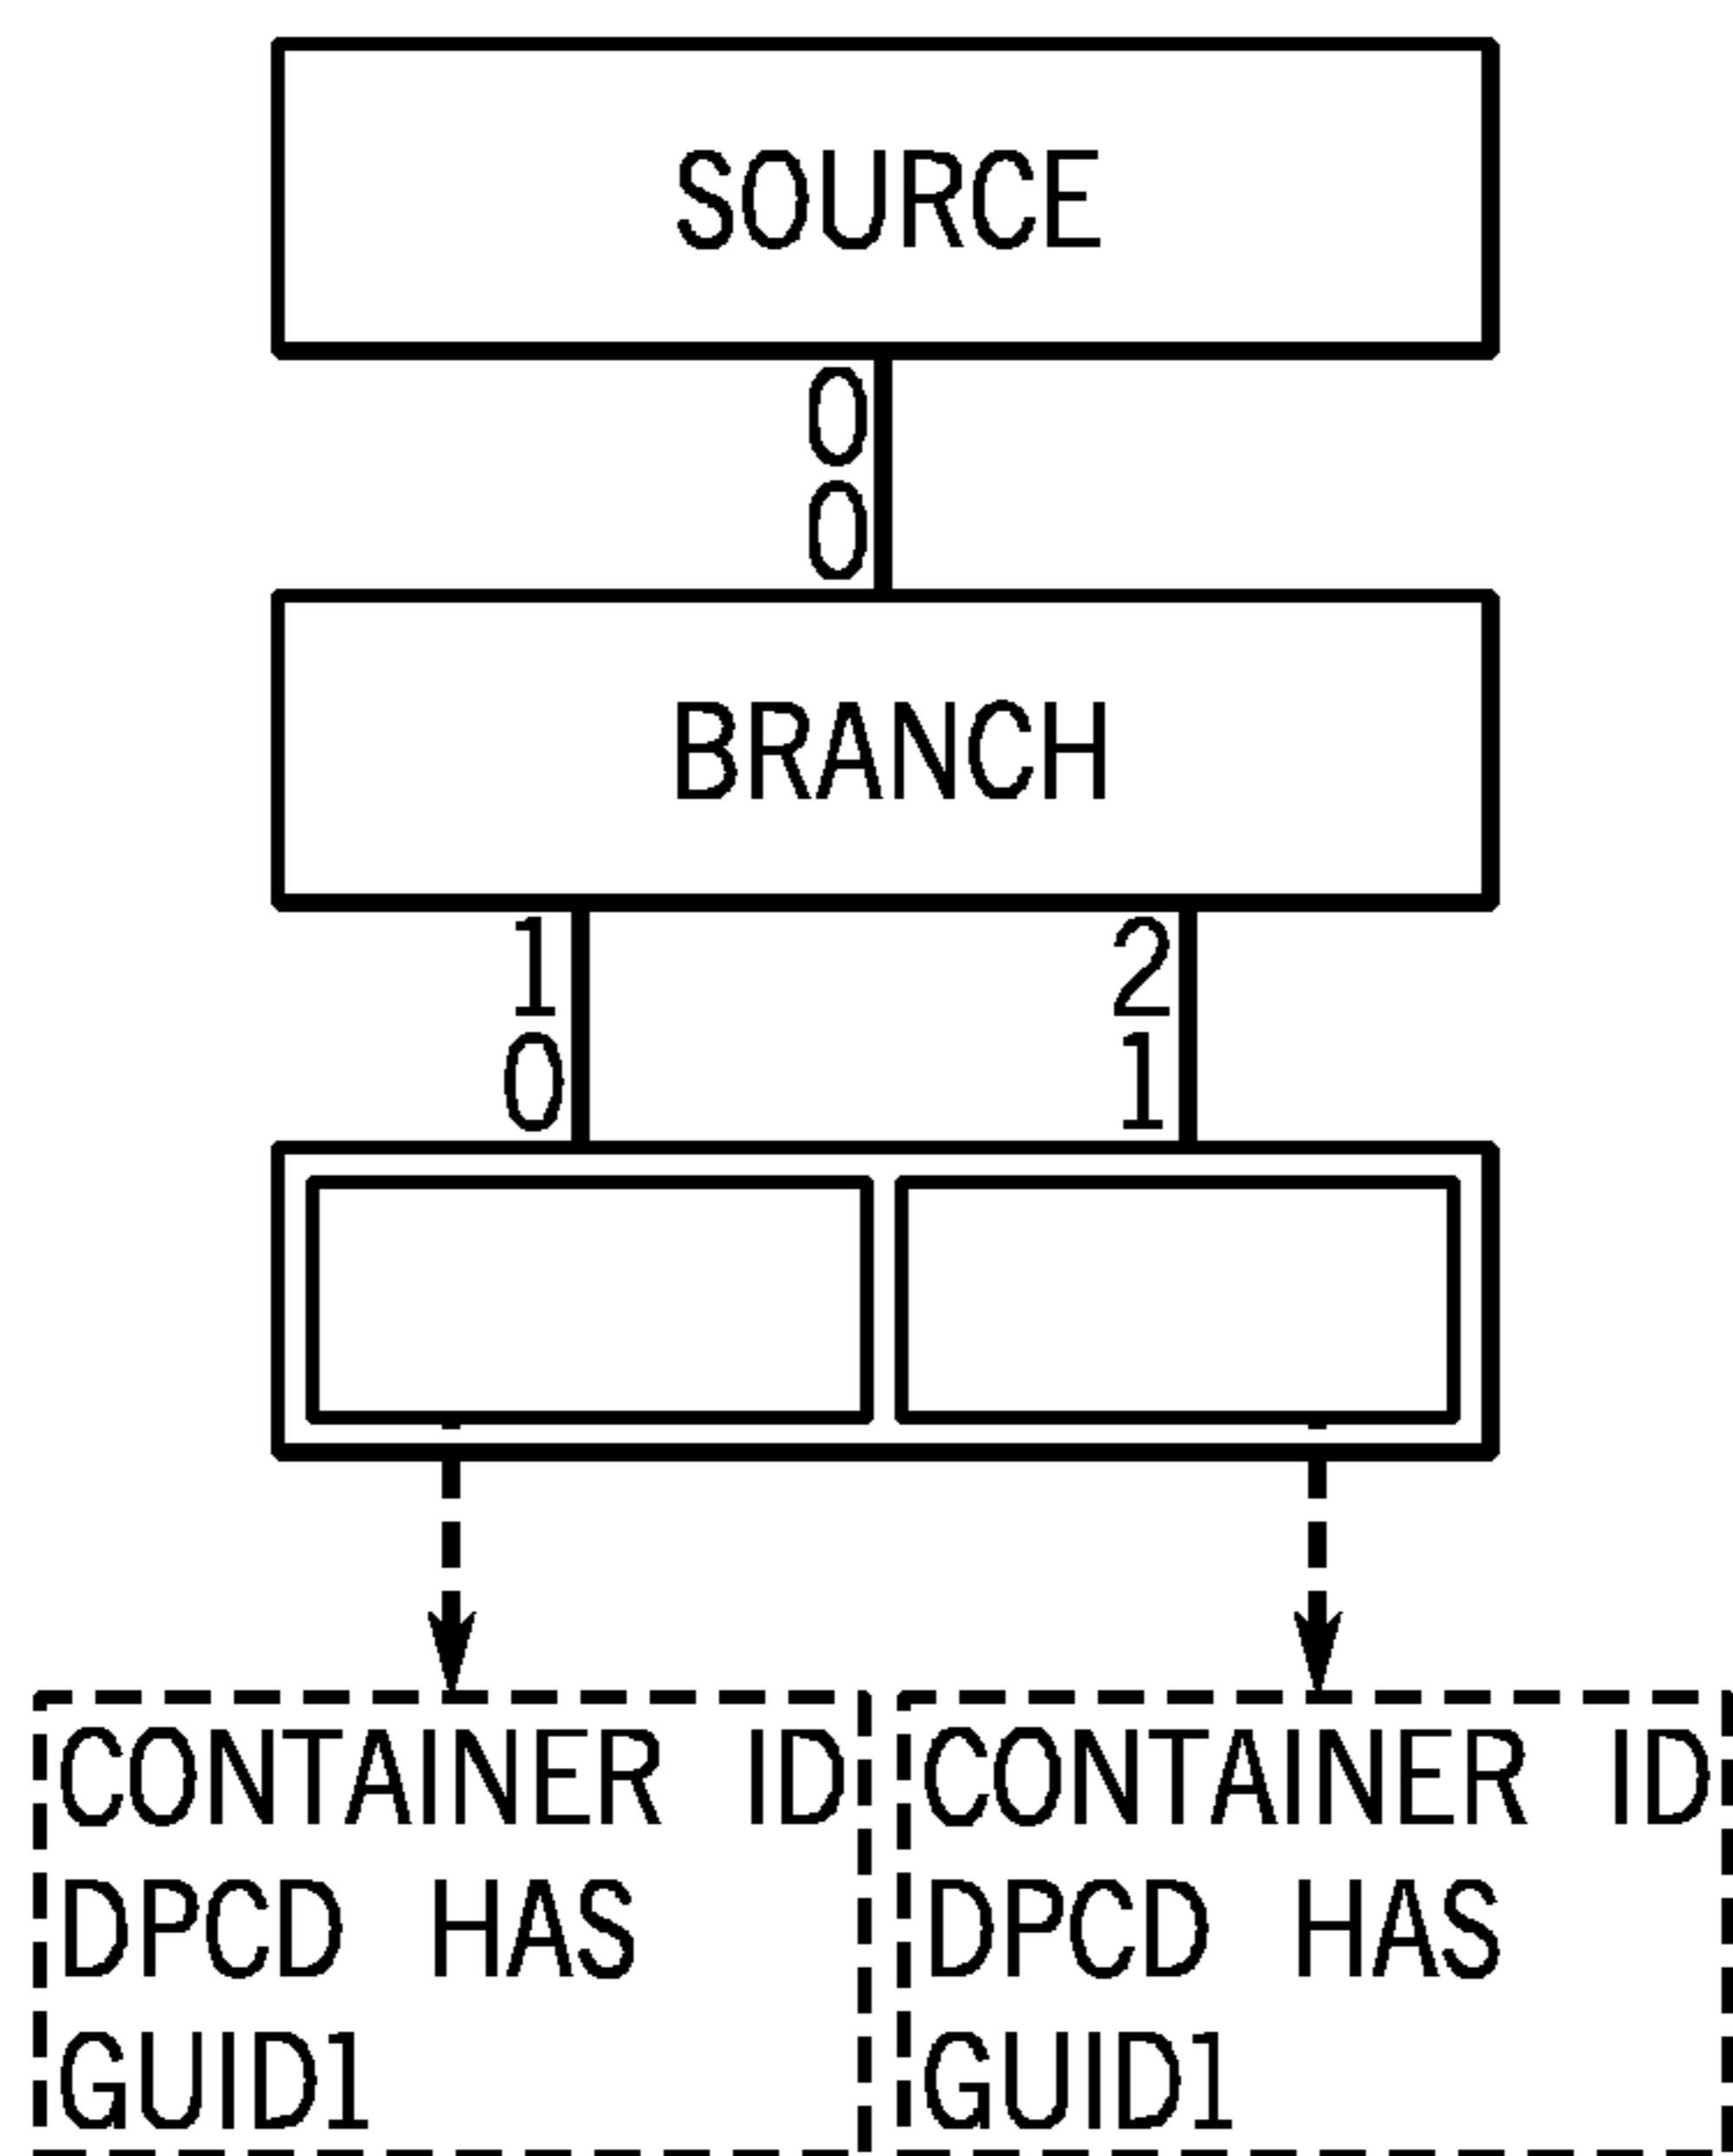 SOURCE
0
0
BRANCH
1 2
0 1
CONTAINER ID
DPCD HAS
GUID1
CONTAINER ID
DPCD HAS
GUID1